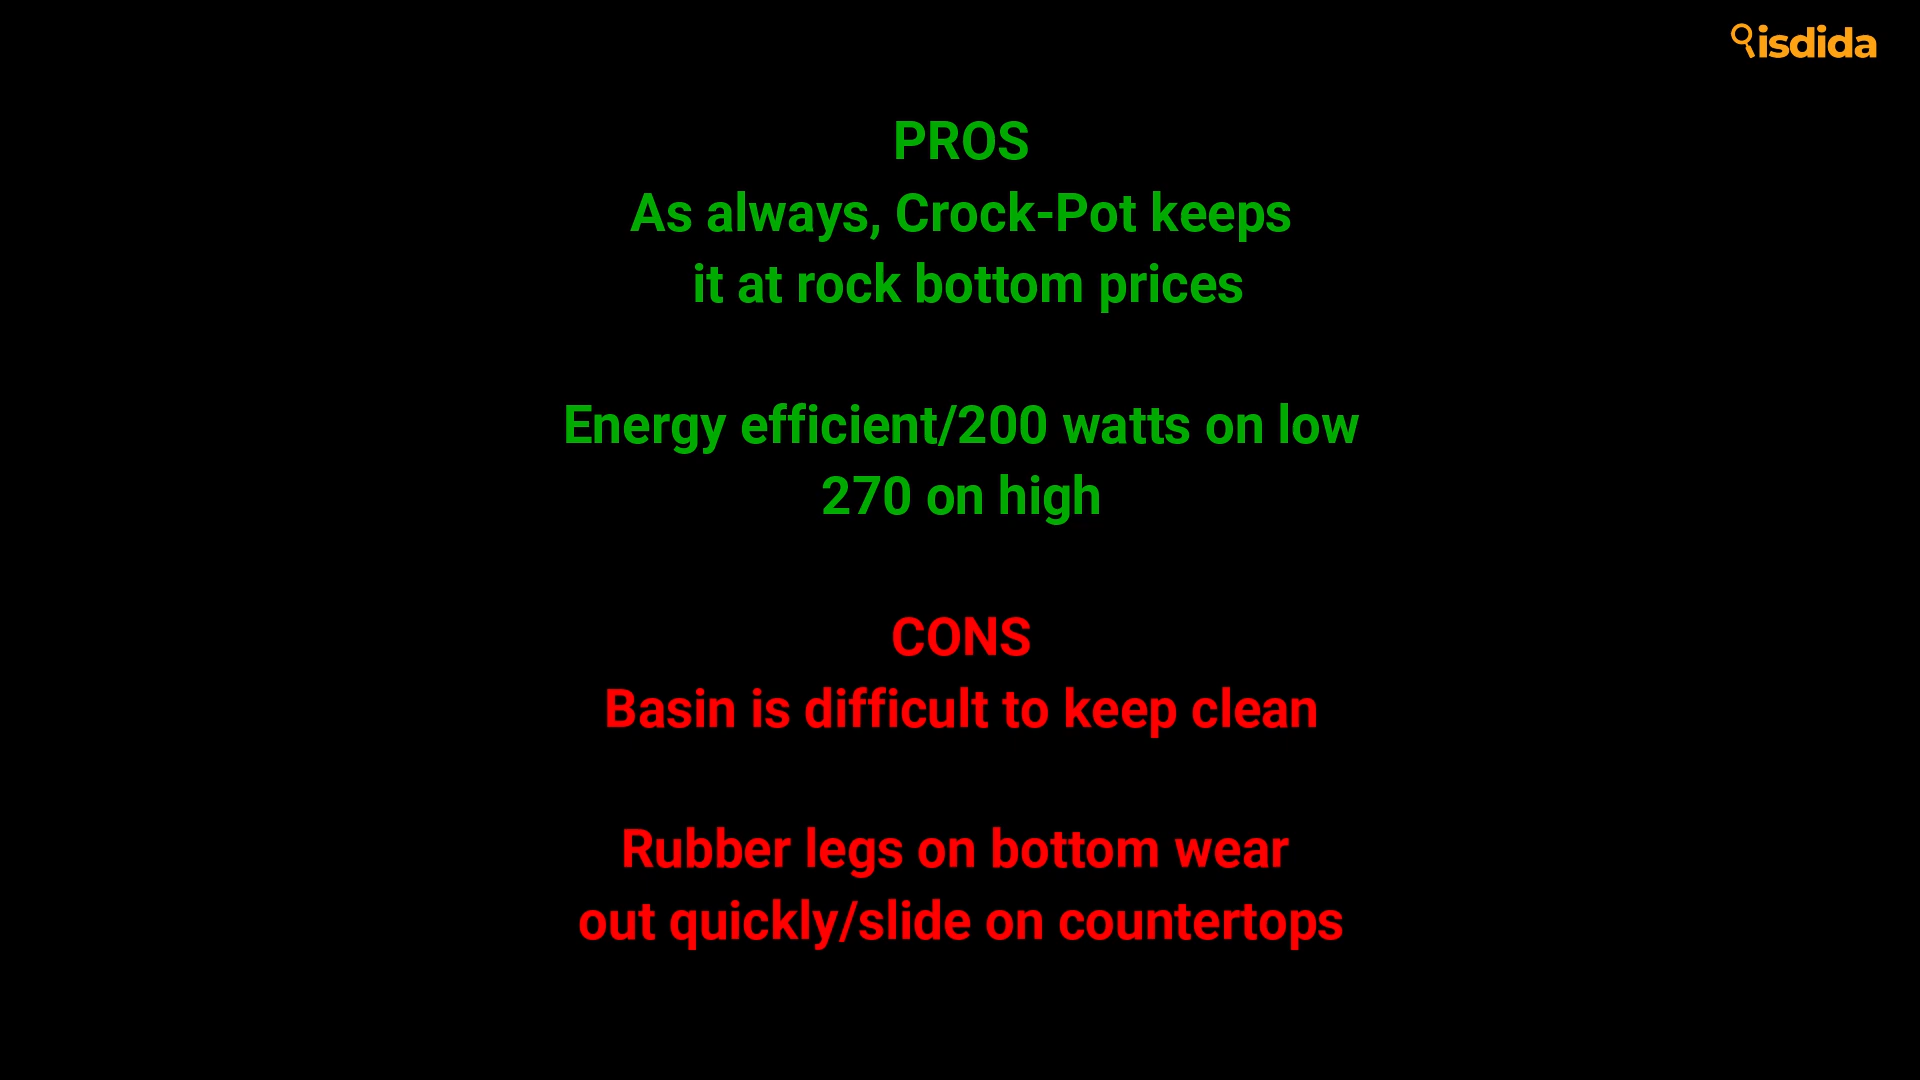 isdida
PROS
As always, Crock-Pot keeps
it at rock bottom prices
Energy efficient/200 watts on low
270 on high
CONS
Basin is difficult to keep clean
Rubber legs on bottom wear
out quickly/slide on countertops